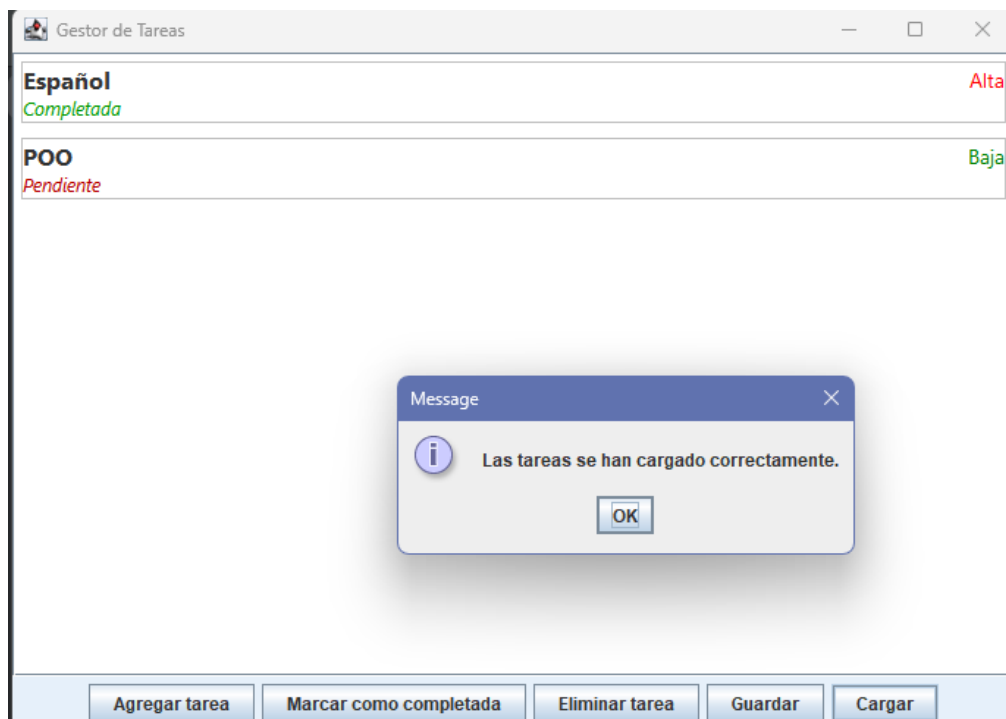 Gestor de Tareas
Español Alta
Completada
POO Baja
Pendiente
Message
Las tareas se han cargado correctamente.
OK
Agregar tarea Marcar como completada Eliminar tarea Guardar Cargar